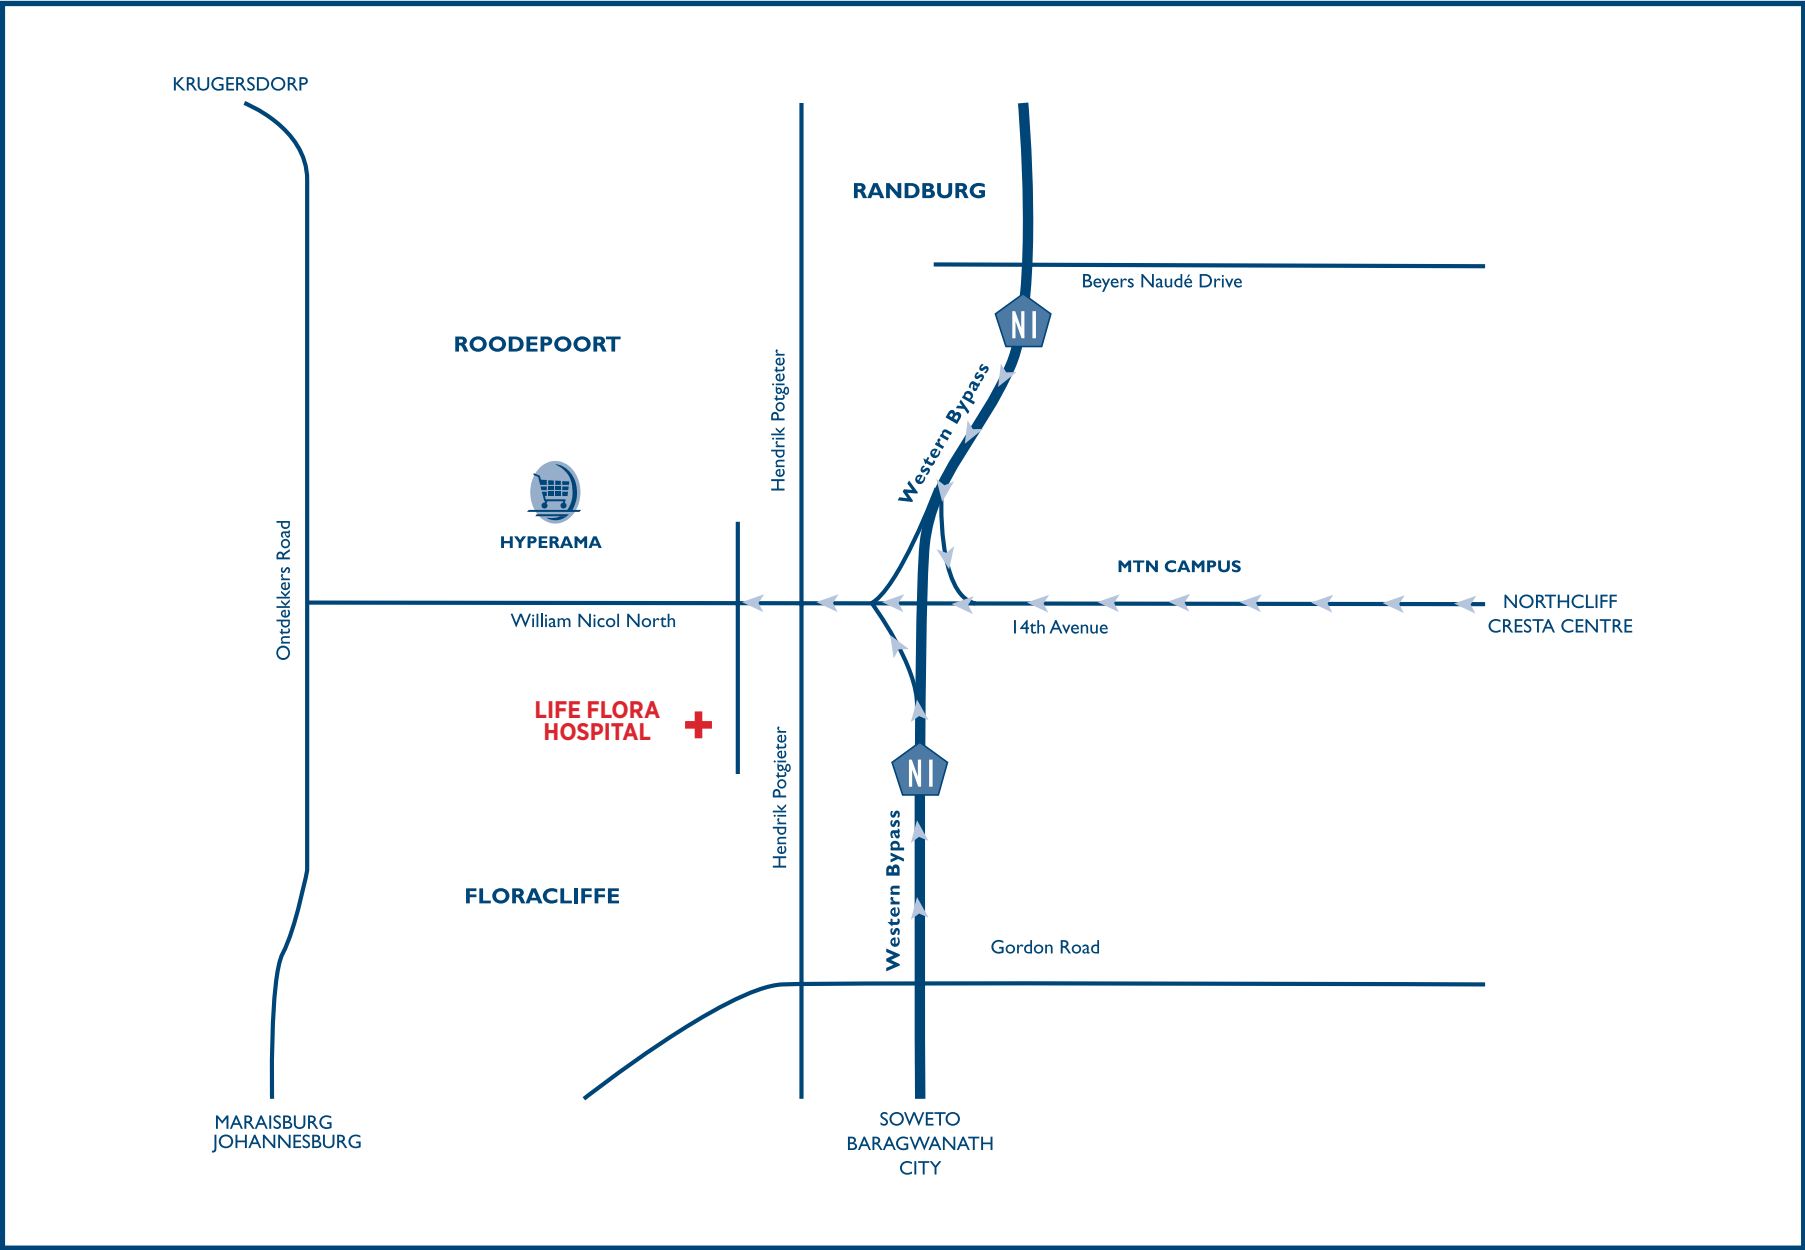 KRUGERSDORP
RANDBURG
Beyers Naudé Drive
N1
ROODEPOORT
Hendrik Potgieter
Western Bypass
HYPERAMA
Ontdekkers Road
MTN CAMPUS
William Nicol North
14th Avenue
NORTHCLIFF
CRESTA CENTRE
LIFE FLORA
HOSPITAL
Hendrik Potgieter
N1
Western Bypass
FLORACLIFFE
Gordon Road
MARAISBURG
JOHANNESBURG
SOWETO
BARAGWANATH
CITY